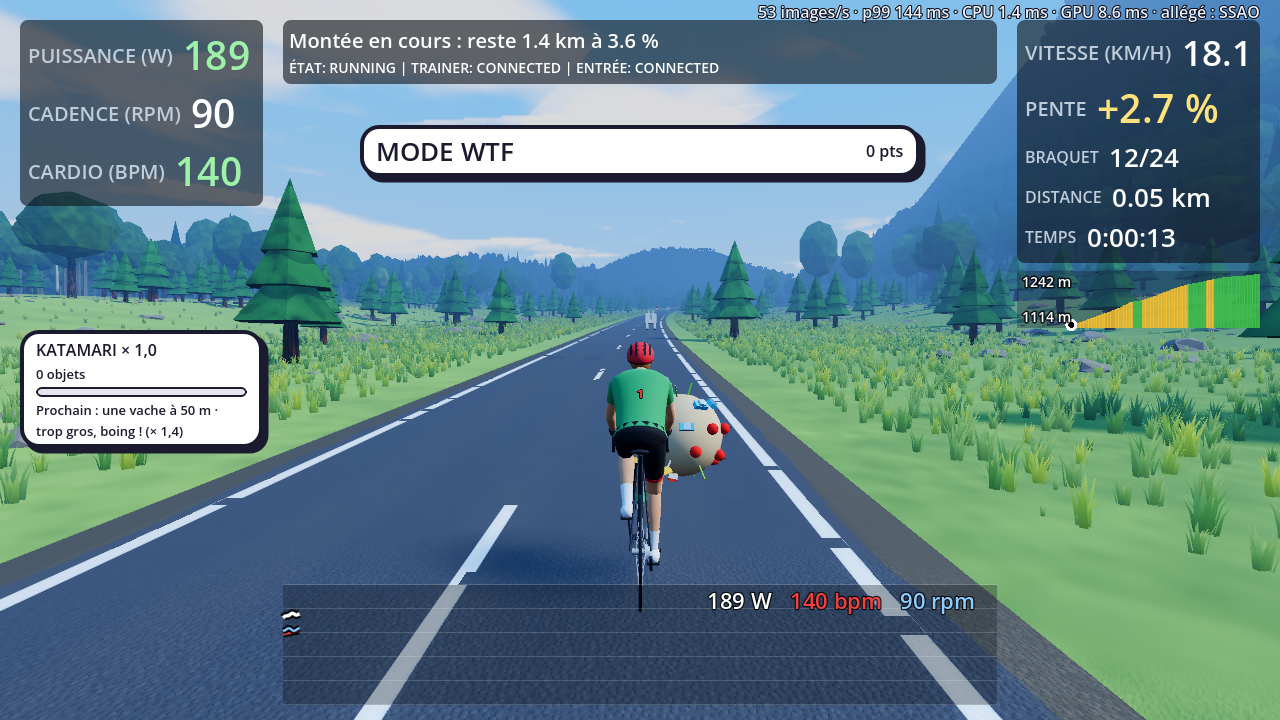 53 images/s · p99 144 ms · CPU 1.4 ms · GPU 8.6 ms · allégé : SSAO
PUISSANCE (W) 189
CADENCE (RPM) 90
CARDIO (BPM) 140
Montée en cours : reste 1.4 km à 3.6 %
ÉTAT: RUNNING | TRAINER: CONNECTED | ENTRÉE: CONNECTED
MODE WTF 0 pts
VITESSE (KM/H) 18.1
PENTE +2.7 %
BRAQUET 12/24
DISTANCE 0.05 km
TEMPS 0:00:13
1242 m
1114 m
KATAMARI × 1,0
0 objets
Prochain : une vache à 50 m ·
trop gros, boing ! (× 1,4)
1
189 W 140 bpm 90 rpm